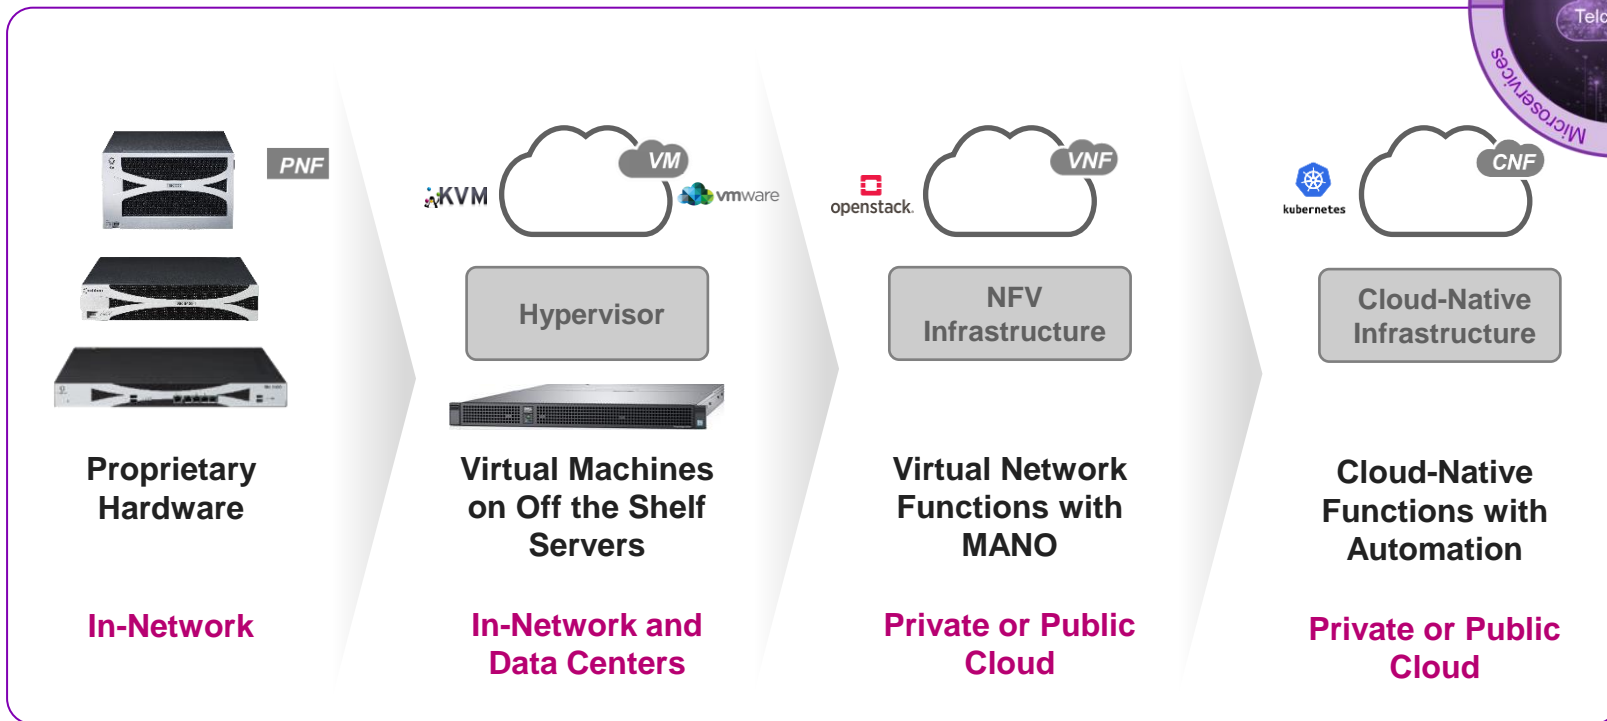 Telc
Microservices
PNF
KVM
VM
vmware
openstack.
VNF
kubernetes
CNF
Hypervisor
NFV
Infrastructure
Cloud-Native
Infrastructure
Proprietary
Hardware
Virtual Machines
on Off the Shelf
Servers
Virtual Network
Functions with
MANO
Cloud-Native
Functions with
Automation
In-Network
In-Network and
Data Centers
Private or Public
Cloud
Private or Public
Cloud